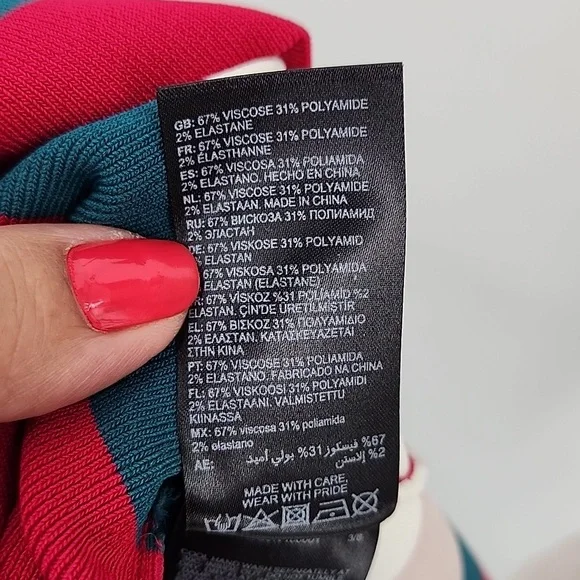 GB: 67% VISCOSE 31% POLYAMIDE
2% ELASTANE
FR: 67% VISCOSE 31% POLYAMIDE
2% ÉLASTHANNE
ES: 67% VISCOSA 31% POLIAMIDA
2% ELASTANO. HECHO EN CHINA
NL: 67% VISCOSE 31% POLYAMIDE
2% ELASTAAN. MADE IN CHINA
RU: 67% ВИСКОЗА 31% ПОЛИАМИД
2% ЭЛАСТАН
DE: 67% VISKOSE 31% POLYAMID
ELASTAN
67% VISKOSA 31% POLYAMIDA
ELASTAN (ELASTANE)
67% VİSKOZ %31 POLİAMİD %2
ELASTAN. ÇİN'DE ÜRETİLMİŞTİR
EL: 67% ΒΙΣΚΟΖ 31% ΠΟΛΥΑΜΙΔΙΟ
2% ΕΛΑΣΤΑΝ. ΚΑΤΑΣΚΕΥΑΖΕΤΑΙ
ΣΤΗΝ ΚΙΝΑ
PT: 67% VISCOSE 31% POLIAMIDA
2% ELASTANO. FABRICADO NA CHINA
FL: 67% VISKOOSI 31% POLYAMIDI
2% ELASTAANI. VALMISTETTU
KIINASSA
MX: 67% viscosa 31% poliamida
2% elastano
AE: 67% فيسكوز 31% بولي اميد
2% إلاستن
MADE WITH CARE,
WEAR WITH PRIDE
3/8